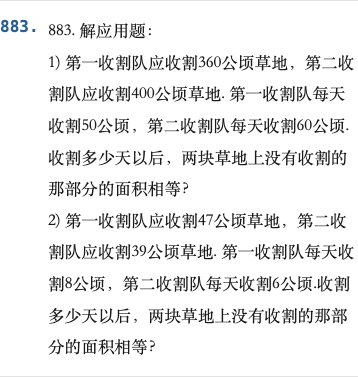 883. 883. 解应用题：
1) 第一收割队应收割360公顷草地，第二收
割队应收割400公顷草地. 第一收割队每天
收割50公顷，第二收割队每天收割60公顷.
收割多少天以后，两块草地上没有收割的
那部分的面积相等?
2) 第一收割队应收割47公顷草地，第二收
割队应收割39公顷草地. 第一收割队每天收
割8公顷，第二收割队每天收割6公顷.收割
多少天以后，两块草地上没有收割的那部
分的面积相等?